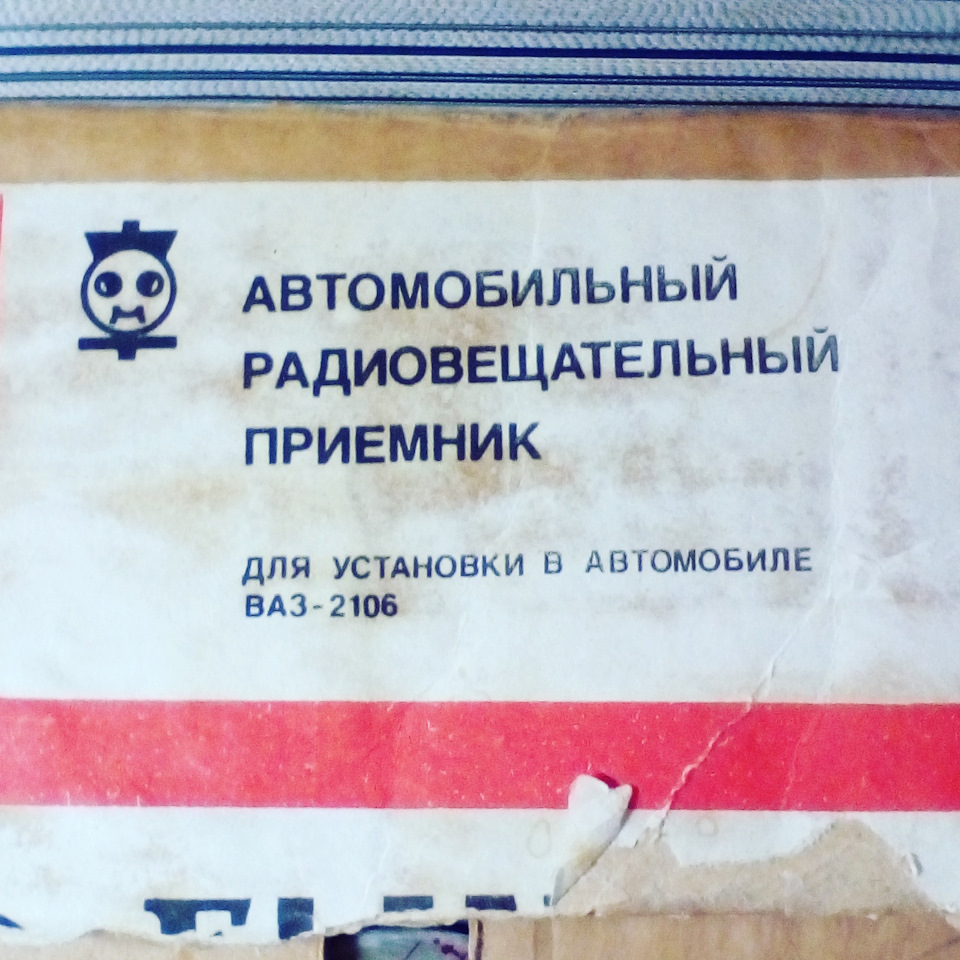 АВТОМОБИЛЬНЫЙ
РАДИОВЕЩАТЕЛЬНЫЙ
ПРИЕМНИК
ДЛЯ УСТАНОВКИ В АВТОМОБИЛЕ
ВАЗ-2106